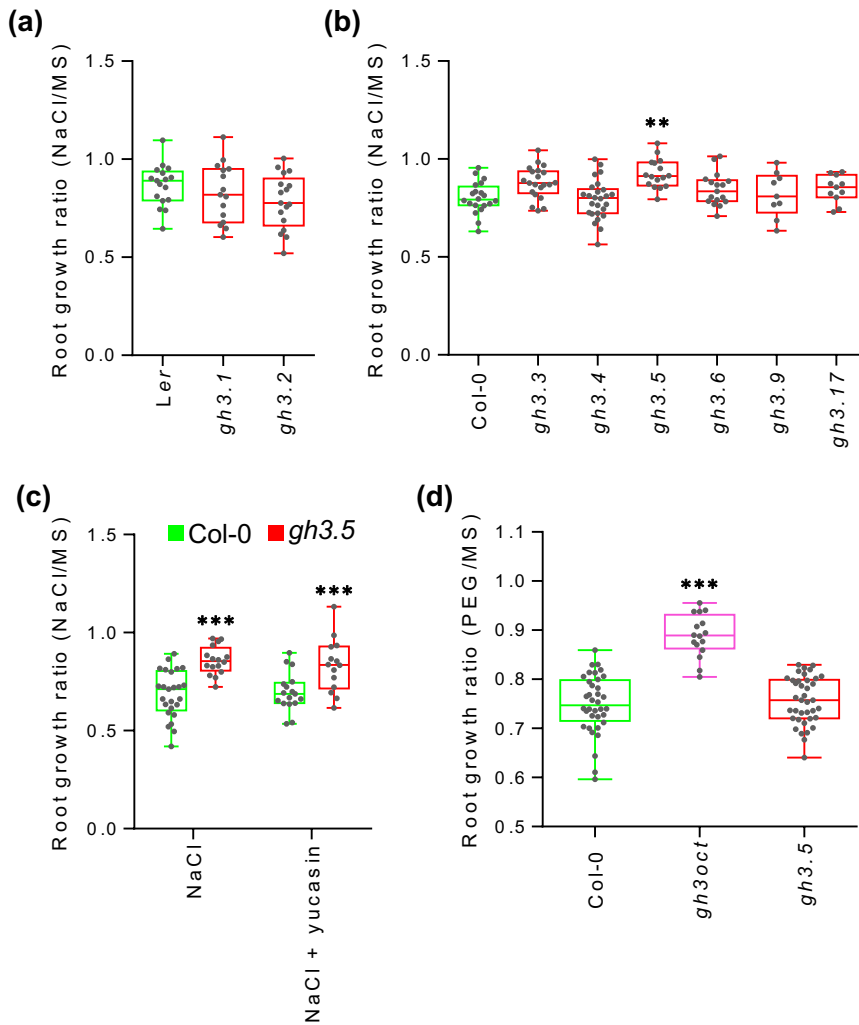 (a)
Root growth ratio (NaCl/MS)
1.5
1.0
0.5
0.0
Ler
gh3.1
gh3.2
(b)
Root growth ratio (NaCl/MS)
1.5
1.0
0.5
0.0
**
Col-0
gh3.3
gh3.4
gh3.5
gh3.6
gh3.9
gh3.17
(c)
Root growth ratio (NaCl/MS)
1.5
1.0
0.5
0.0
Col-0 gh3.5
***
***
NaCl
NaCl + yucasin
(d)
Root growth ratio (PEG/MS)
1.1
1.0
0.9
0.8
0.7
0.6
0.5
***
Col-0
gh3oct
gh3.5